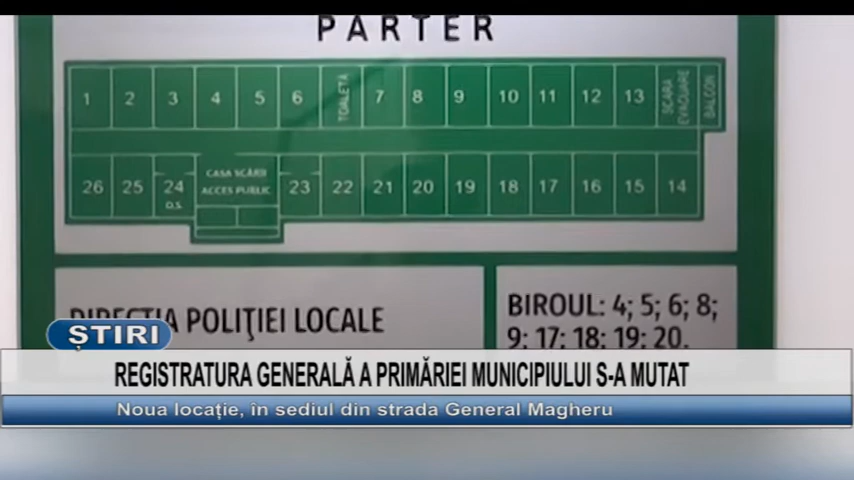 PARTER
1 2 3 4 5 6 TOALETĂ 7 8 9 10 11 12 13 SCARA EVACUARE BALCON
26 25 24 D.S. CASA SCĂRII ACCES PUBLIC 23 22 21 20 19 18 17 16 15 14
DIRECȚIA POLIŢIEI LOCALE
BIROUL: 4; 5; 6; 8;
9; 17; 18; 19; 20.
ȘTIRI
REGISTRATURA GENERALĂ A PRIMĂRIEI MUNICIPIULUI S-A MUTAT
Noua locație, în sediul din strada General Magheru